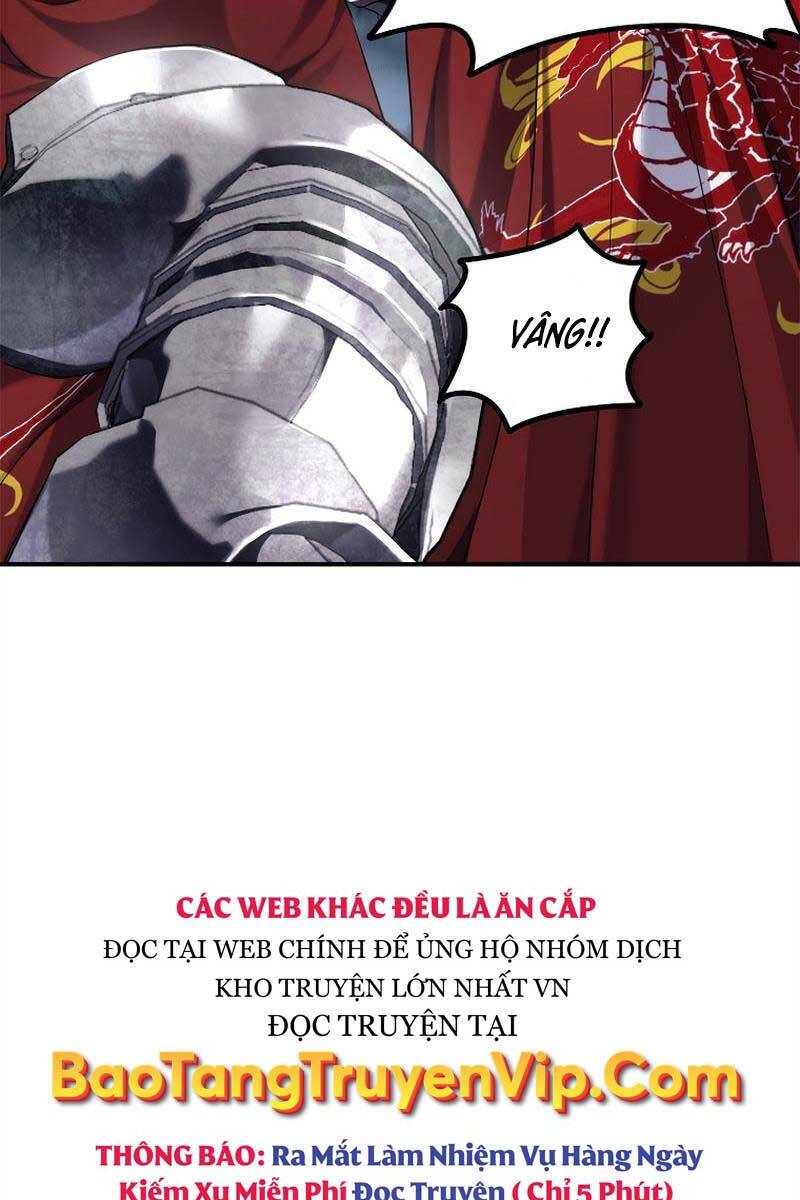 VÂNG!!
CÁC WEB KHÁC ĐỀU LÀ ĂN CẮP
ĐỌC TẠI WEB CHÍNH ĐỂ ỦNG HỘ NHÓM DỊCH
KHO TRUYỆN LỚN NHẤT VN
ĐỌC TRUYỆN TẠI
BaoTangTruyenVip.Com
THÔNG BÁO: Ra Mắt Làm Nhiệm Vụ Hàng Ngày
Kiếm Xu Miễn Phí Đọc Truyện ( Chỉ 5 Phút)